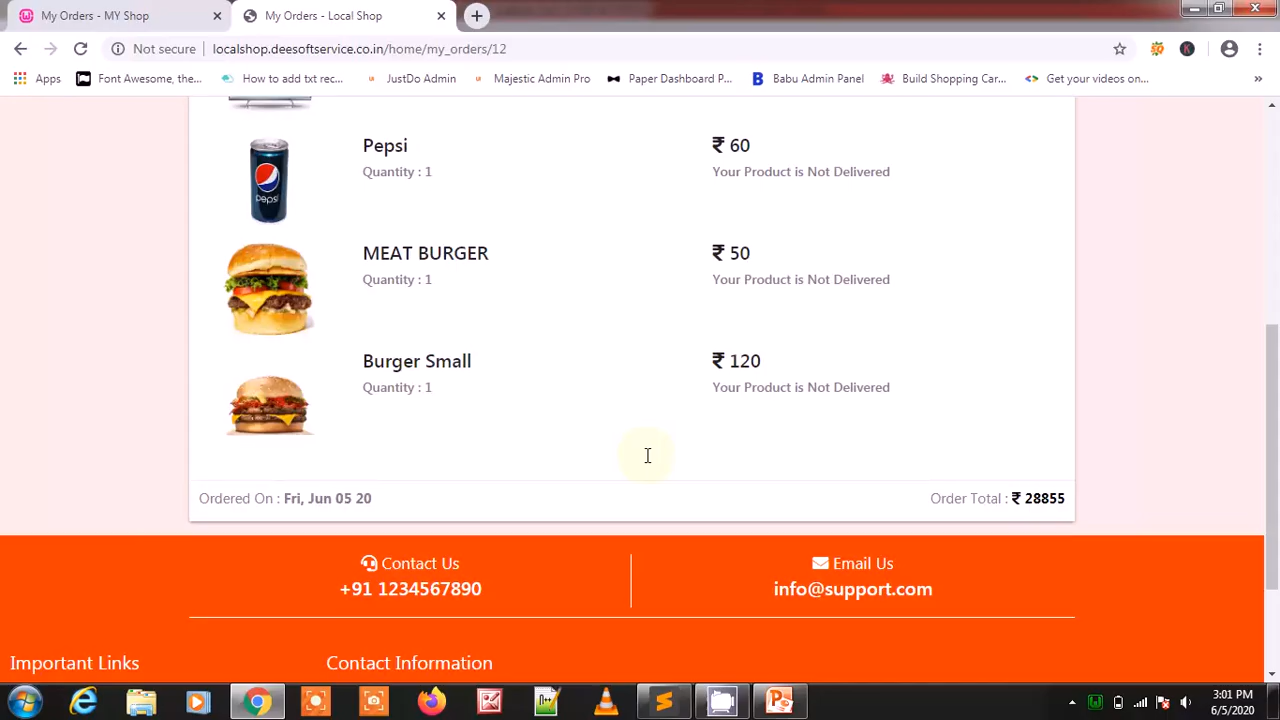 My Orders - MY Shop
My Orders - Local Shop
Not secure
localshop.deesoftservice.co.in/home/my_orders/12
Apps
Font Awesome, the...
How to add txt rec...
JustDo Admin
Majestic Admin Pro
Paper Dashboard P...
Babu Admin Panel
Build Shopping Car...
Get your videos on...
»
Pepsi
₹ 60
Quantity : 1
Your Product is Not Delivered
pepsi
MEAT BURGER
₹ 50
Quantity : 1
Your Product is Not Delivered
Burger Small
₹ 120
Quantity : 1
Your Product is Not Delivered
Ordered On : Fri, Jun 05 20
Order Total : ₹ 28855
Contact Us
Email Us
+91 1234567890
info@support.com
Important Links
Contact Information
3:01 PM
6/5/2020